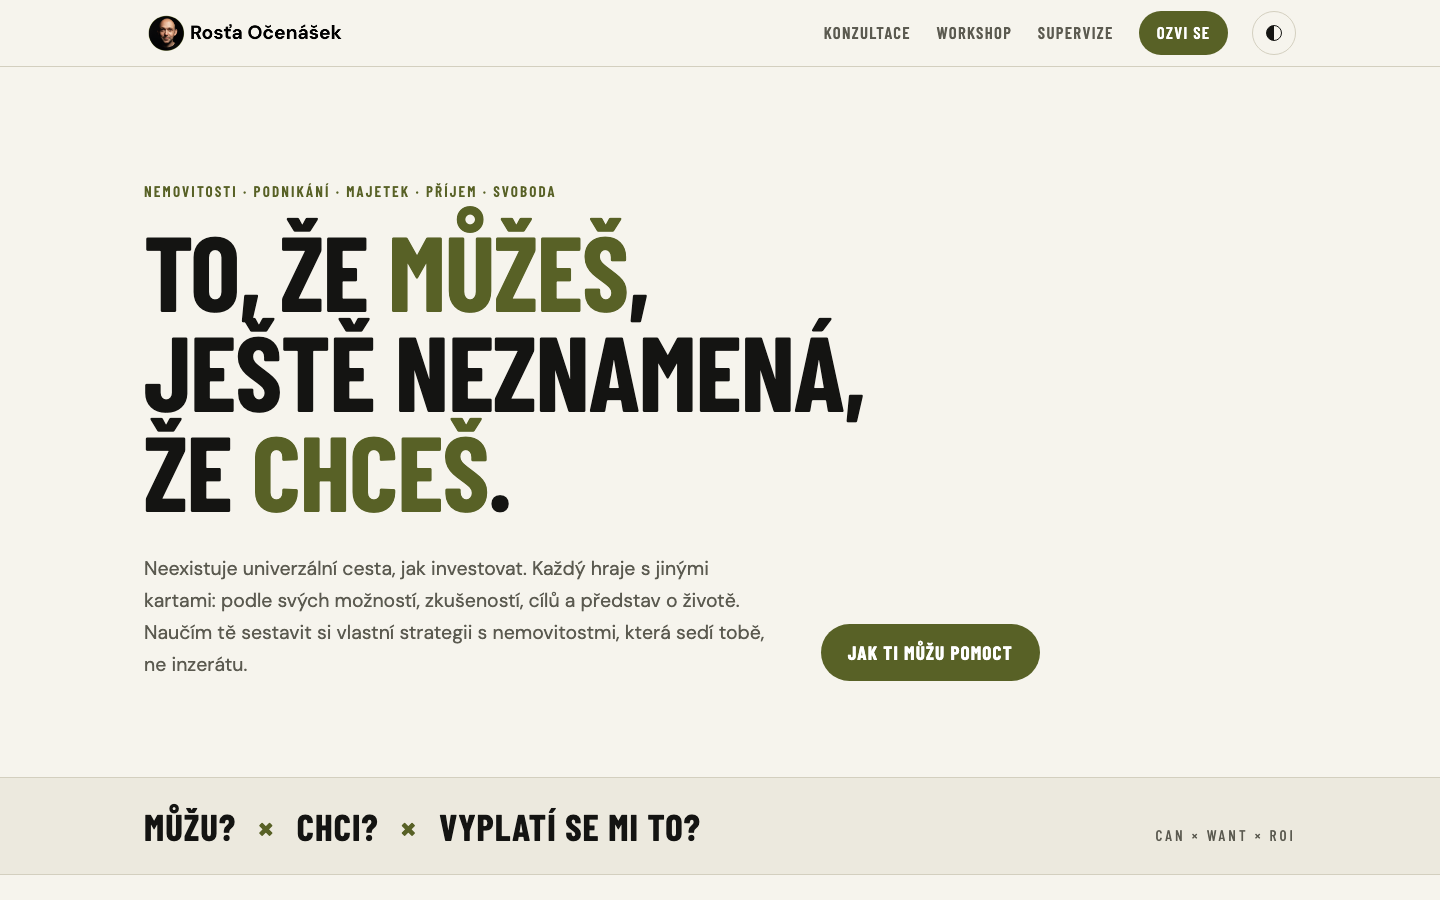 Rosťa Očenášek
KONZULTACE
WORKSHOP
SUPERVIZE
OZVI SE
NEMOVITOSTI · PODNIKÁNÍ · MAJETEK · PŘÍJEM · SVOBODA
TO, ŽE MŮŽEŠ,
JEŠTĚ NEZNAMENÁ,
ŽE CHCEŠ.
Neexistuje univerzální cesta, jak investovat. Každý hraje s jinými
kartami: podle svých možností, zkušeností, cílů a představ o životě.
Naučím tě sestavit si vlastní strategii s nemovitostmi, která sedí tobě,
ne inzerátu.
JAK TI MŮŽU POMOCT
MŮŽU? × CHCI? × VYPLATÍ SE MI TO?
CAN × WANT × ROI